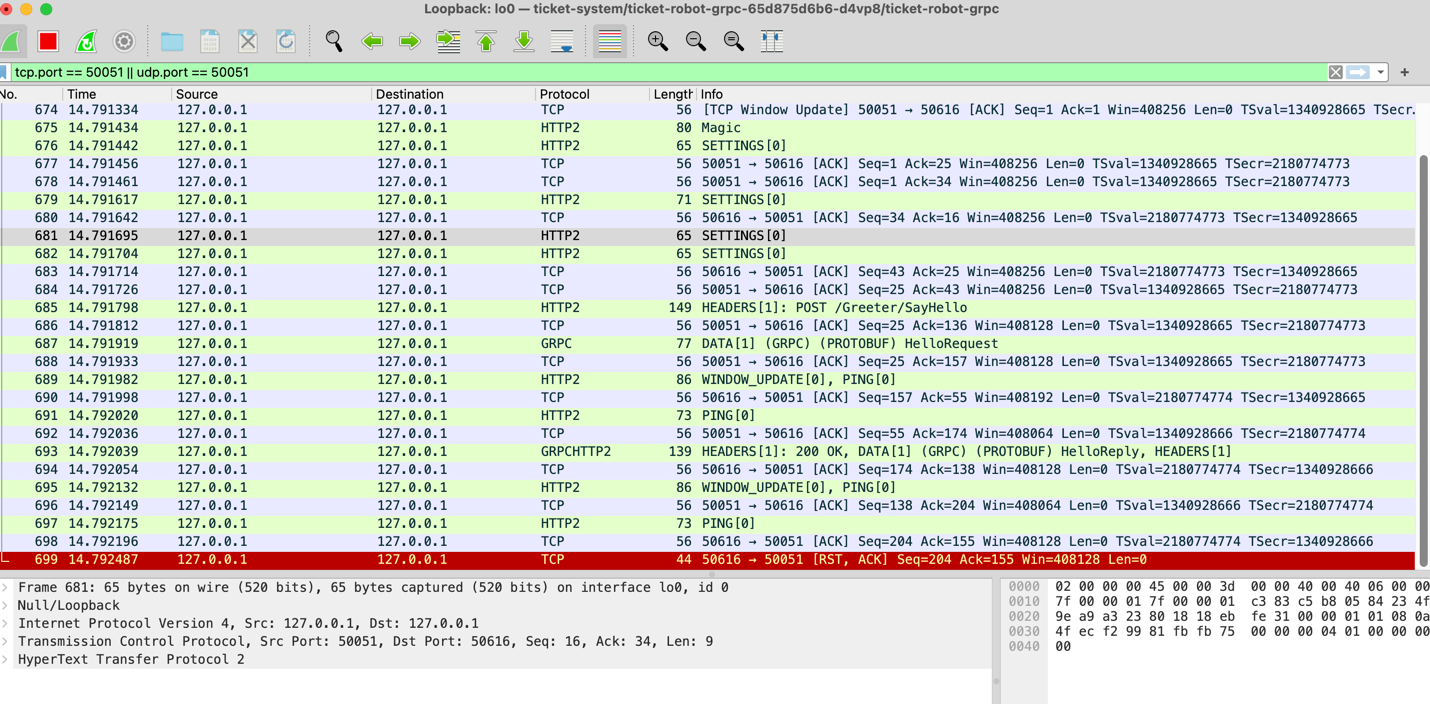 Loopback: lo0 — ticket-system/ticket-robot-grpc-65d875d6b6-d4vp8/ticket-robot-grpc
tcp.port == 50051 || udp.port == 50051
No. Time Source Destination Protocol Length Info
674 14.791334 127.0.0.1 127.0.0.1 TCP 56 [TCP Window Update] 50051 → 50616 [ACK] Seq=1 Ack=1 Win=408256 Len=0 TSval=1340928665 TSecr…
675 14.791434 127.0.0.1 127.0.0.1 HTTP2 80 Magic
676 14.791442 127.0.0.1 127.0.0.1 HTTP2 65 SETTINGS[0]
677 14.791456 127.0.0.1 127.0.0.1 TCP 56 50051 → 50616 [ACK] Seq=1 Ack=25 Win=408256 Len=0 TSval=1340928665 TSecr=2180774773
678 14.791461 127.0.0.1 127.0.0.1 TCP 56 50051 → 50616 [ACK] Seq=1 Ack=34 Win=408256 Len=0 TSval=1340928665 TSecr=2180774773
679 14.791617 127.0.0.1 127.0.0.1 HTTP2 71 SETTINGS[0]
680 14.791642 127.0.0.1 127.0.0.1 TCP 56 50616 → 50051 [ACK] Seq=34 Ack=16 Win=408256 Len=0 TSval=2180774773 TSecr=1340928665
681 14.791695 127.0.0.1 127.0.0.1 HTTP2 65 SETTINGS[0]
682 14.791704 127.0.0.1 127.0.0.1 HTTP2 65 SETTINGS[0]
683 14.791714 127.0.0.1 127.0.0.1 TCP 56 50616 → 50051 [ACK] Seq=43 Ack=25 Win=408256 Len=0 TSval=2180774773 TSecr=1340928665
684 14.791726 127.0.0.1 127.0.0.1 TCP 56 50051 → 50616 [ACK] Seq=25 Ack=43 Win=408256 Len=0 TSval=1340928665 TSecr=2180774773
685 14.791798 127.0.0.1 127.0.0.1 HTTP2 149 HEADERS[1]: POST /Greeter/SayHello
686 14.791812 127.0.0.1 127.0.0.1 TCP 56 50051 → 50616 [ACK] Seq=25 Ack=136 Win=408128 Len=0 TSval=1340928665 TSecr=2180774773
687 14.791919 127.0.0.1 127.0.0.1 GRPC 77 DATA[1] (GRPC) (PROTOBUF) HelloRequest
688 14.791933 127.0.0.1 127.0.0.1 TCP 56 50051 → 50616 [ACK] Seq=25 Ack=157 Win=408128 Len=0 TSval=1340928665 TSecr=2180774773
689 14.791982 127.0.0.1 127.0.0.1 HTTP2 86 WINDOW_UPDATE[0], PING[0]
690 14.791998 127.0.0.1 127.0.0.1 TCP 56 50616 → 50051 [ACK] Seq=157 Ack=55 Win=408192 Len=0 TSval=2180774774 TSecr=1340928665
691 14.792020 127.0.0.1 127.0.0.1 HTTP2 73 PING[0]
692 14.792036 127.0.0.1 127.0.0.1 TCP 56 50051 → 50616 [ACK] Seq=55 Ack=174 Win=408064 Len=0 TSval=1340928666 TSecr=2180774774
693 14.792039 127.0.0.1 127.0.0.1 GRPCHTTP2 139 HEADERS[1]: 200 OK, DATA[1] (GRPC) (PROTOBUF) HelloReply, HEADERS[1]
694 14.792054 127.0.0.1 127.0.0.1 TCP 56 50616 → 50051 [ACK] Seq=174 Ack=138 Win=408128 Len=0 TSval=2180774774 TSecr=1340928666
695 14.792132 127.0.0.1 127.0.0.1 HTTP2 86 WINDOW_UPDATE[0], PING[0]
696 14.792149 127.0.0.1 127.0.0.1 TCP 56 50051 → 50616 [ACK] Seq=138 Ack=204 Win=408064 Len=0 TSval=1340928666 TSecr=2180774774
697 14.792175 127.0.0.1 127.0.0.1 HTTP2 73 PING[0]
698 14.792196 127.0.0.1 127.0.0.1 TCP 56 50616 → 50051 [ACK] Seq=204 Ack=155 Win=408128 Len=0 TSval=2180774774 TSecr=1340928666
699 14.792487 127.0.0.1 127.0.0.1 TCP 44 50616 → 50051 [RST, ACK] Seq=204 Ack=155 Win=408128 Len=0
Frame 681: 65 bytes on wire (520 bits), 65 bytes captured (520 bits) on interface lo0, id 0
Null/Loopback
Internet Protocol Version 4, Src: 127.0.0.1, Dst: 127.0.0.1
Transmission Control Protocol, Src Port: 50051, Dst Port: 50616, Seq: 16, Ack: 34, Len: 9
HyperText Transfer Protocol 2
0000 02 00 00 00 45 00 00 3d 00 00 40 00 40 06 00 00
0010 7f 00 00 01 7f 00 00 01 c3 83 c5 b8 05 84 23 4f
0020 9e a9 a3 23 80 18 18 eb fe 31 00 00 01 01 08 0a
0030 4f ec f2 99 81 fb fb 75 00 00 00 04 01 00 00 00
0040 00